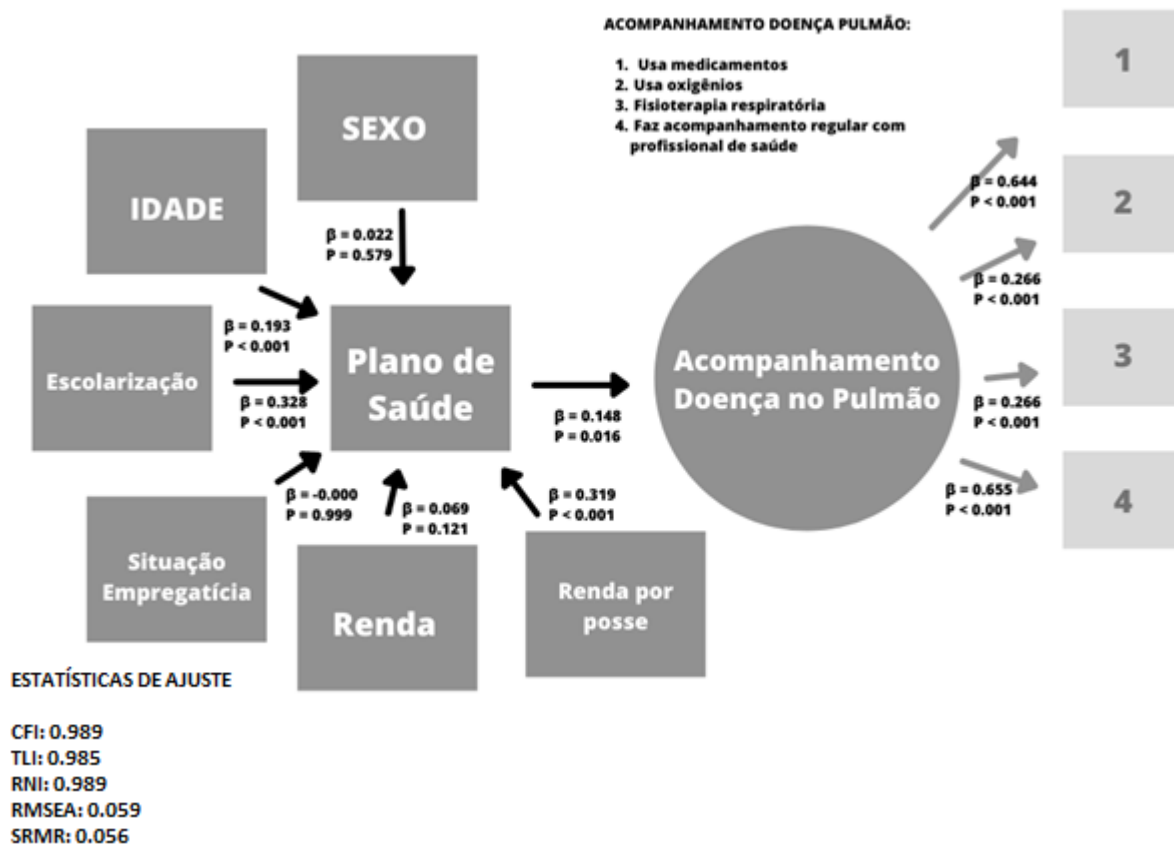 ACOMPANHAMENTO DOENÇA PULMÃO:
1. Usa medicamentos
2. Usa oxigênios
3. Fisioterapia respiratória
4. Faz acompanhamento regular com
profissional de saúde
1
SEXO
IDADE
β = 0.644
P < 0.001
2
β = 0.022
P = 0.579
β = 0.266
P < 0.001
β = 0.193
P < 0.001
Escolarização
β = 0.328
P < 0.001
Plano de
Saúde
β = 0.148
P = 0.016
Acompanhamento
Doença no Pulmão
3
β = 0.266
P < 0.001
β = 0.655
P < 0.001
4
β = -0.000
P = 0.999
β = 0.069
P = 0.121
β = 0.319
P < 0.001
Situação
Empregatícia
Renda
Renda por
posse
ESTATÍSTICAS DE AJUSTE
CFI: 0.989
TLI: 0.985
RNI: 0.989
RMSEA: 0.059
SRMR: 0.056